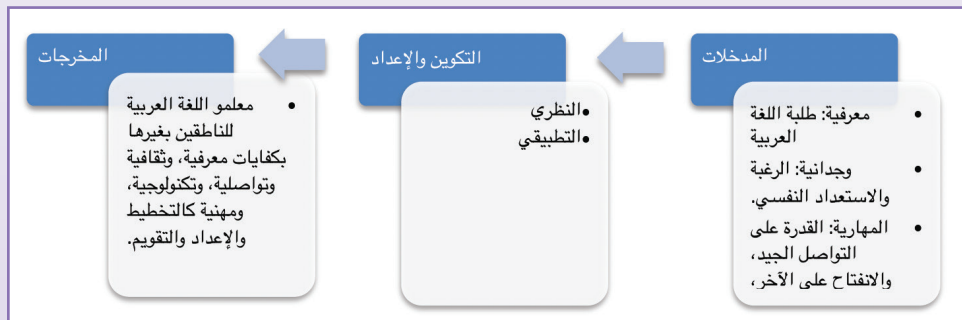 المدخلات
• معرفية: طلبة اللغة
العربية
• وجدانية: الرغبة
والاستعداد النفسي.
• المهارية: القدرة على
التواصل الجيد،
والانفتاح على الآخر،
التكوين والإعداد
•النظري
•التطبيقي
المخرجات
• معلمو اللغة العربية
للناطقين بغيرها
بكفايات معرفية، وثقافية
وتواصلية، وتكنولوجية،
ومهنية كالتخطيط
والإعداد والتقويم.